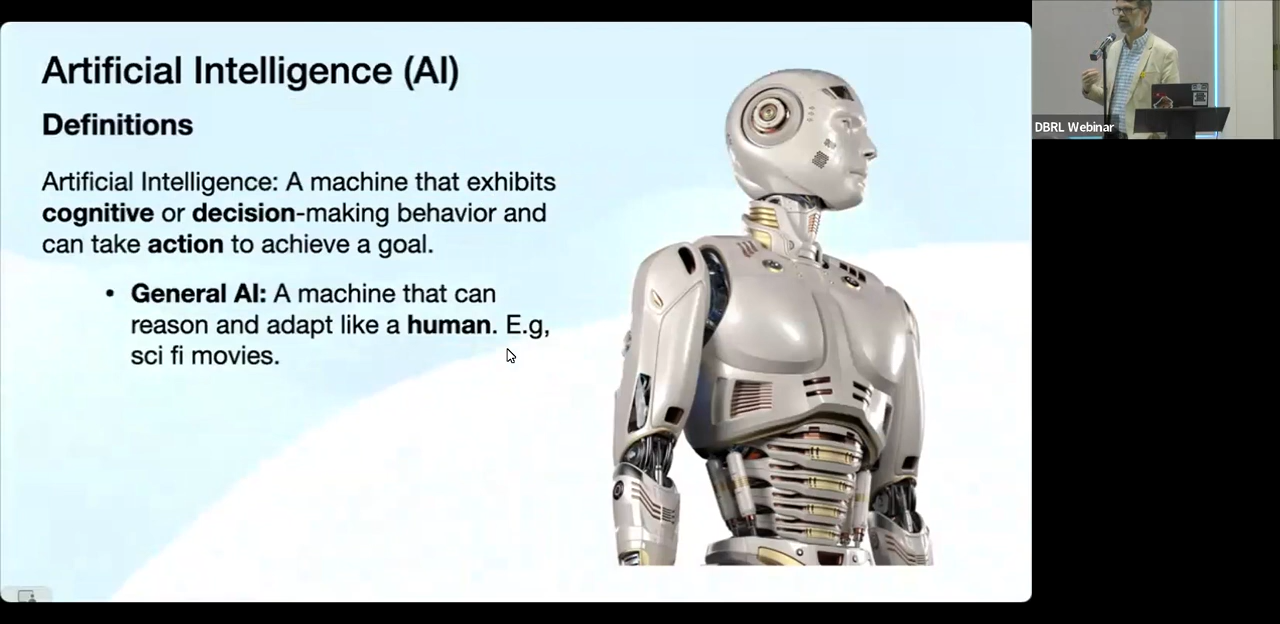 Artificial Intelligence (AI)
Definitions
Artificial Intelligence: A machine that exhibits
cognitive or decision-making behavior and
can take action to achieve a goal.
• General AI: A machine that can
reason and adapt like a human. E.g,
sci fi movies.
DBRL Webinar